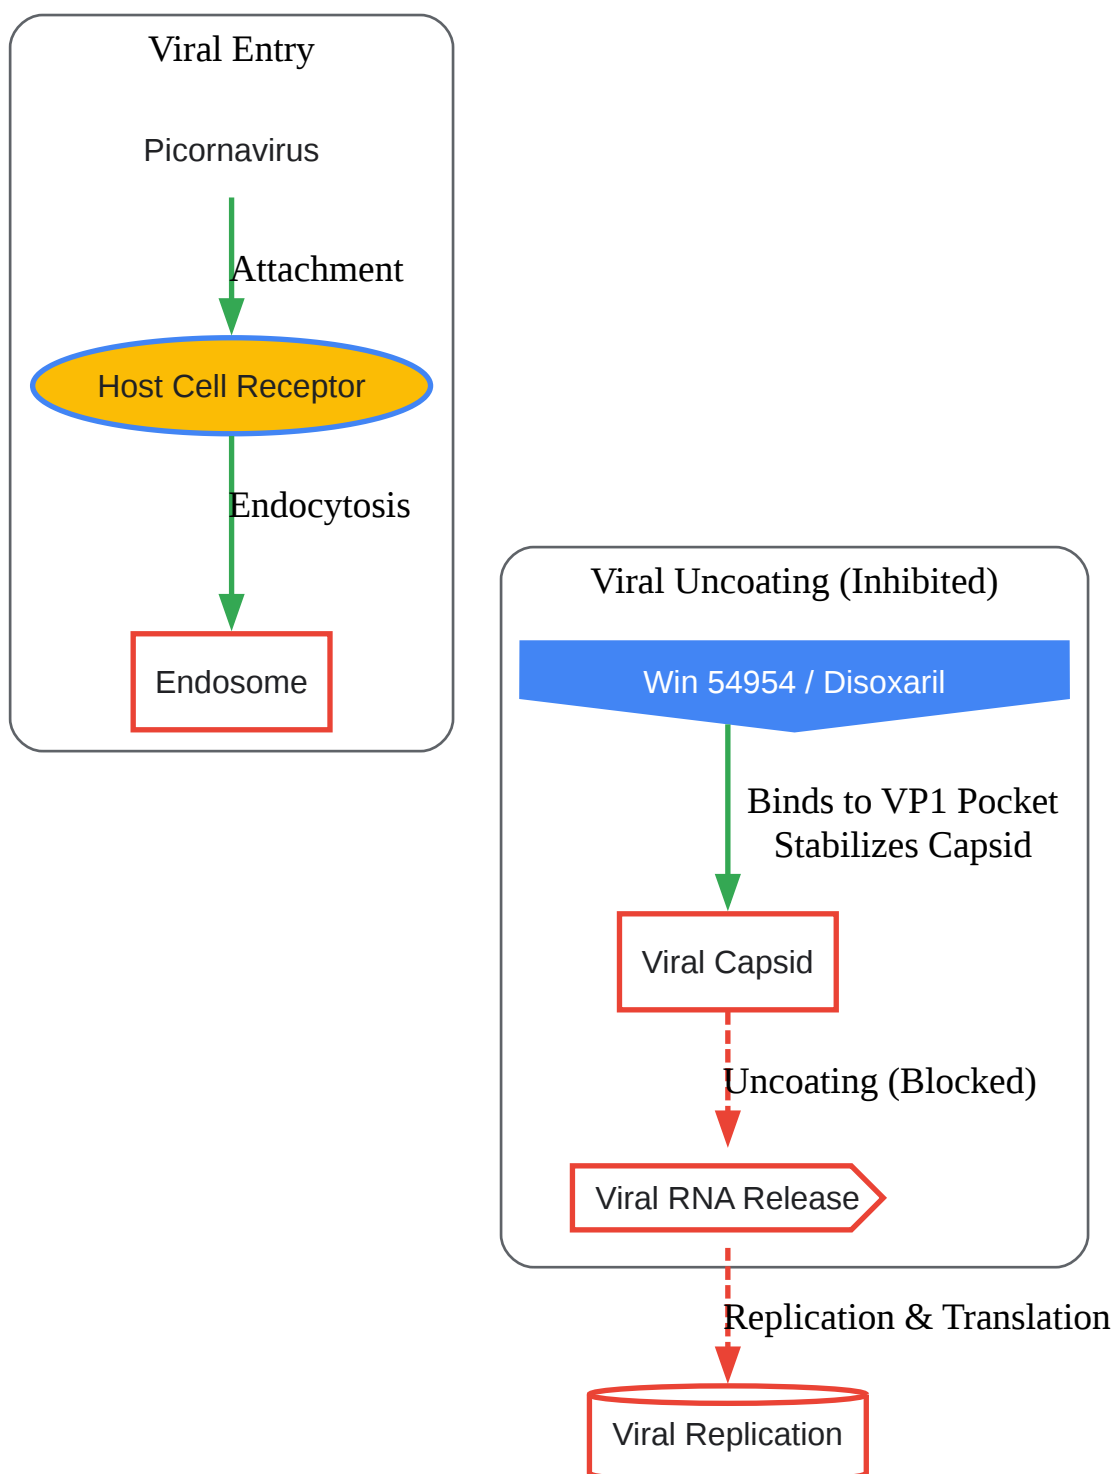 Viral Entry
Picornavirus
Attachment
Host Cell Receptor
Endocytosis
Endosome
Viral Uncoating (Inhibited)
Win 54954 / Disoxaril
Binds to VP1 Pocket
Stabilizes Capsid
Viral Capsid
Uncoating (Blocked)
Viral RNA Release
Replication & Translation
Viral Replication